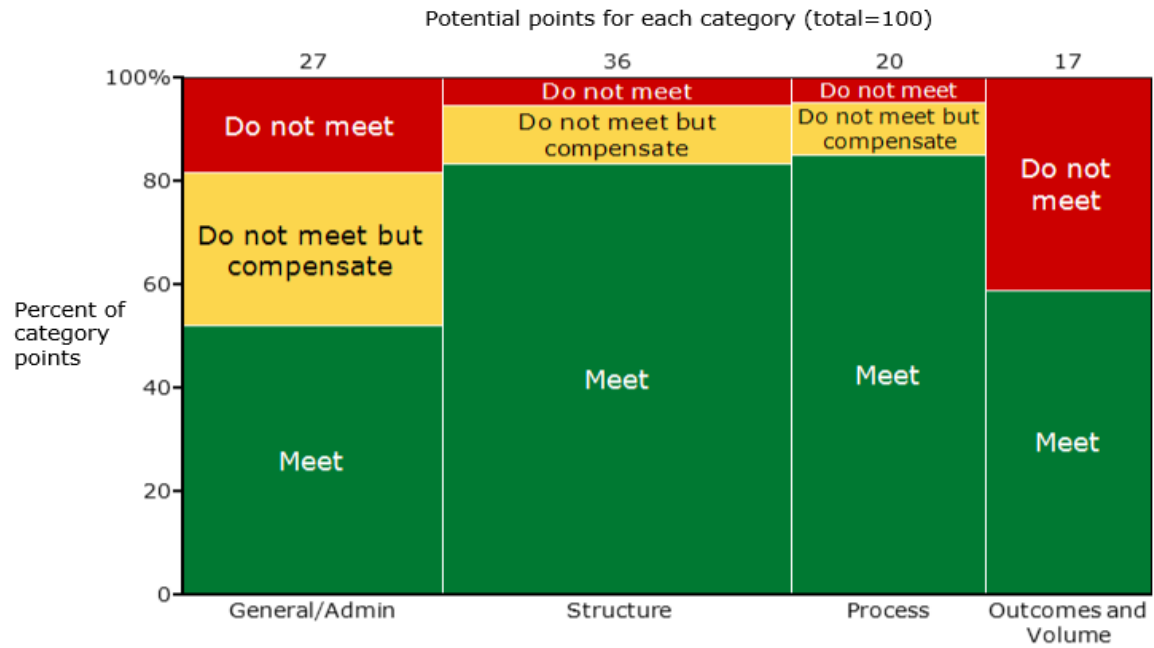 Potential points for each category (total=100)
27
36
20
17
100%
80
60
40
20
0
Percent of
category
points
Do not meet
Do not meet but
compensate
Meet
Do not meet
Do not meet but
compensate
Meet
Do not meet
Do not meet but
compensate
Meet
Do not
meet
Meet
General/Admin
Structure
Process
Outcomes and
Volume